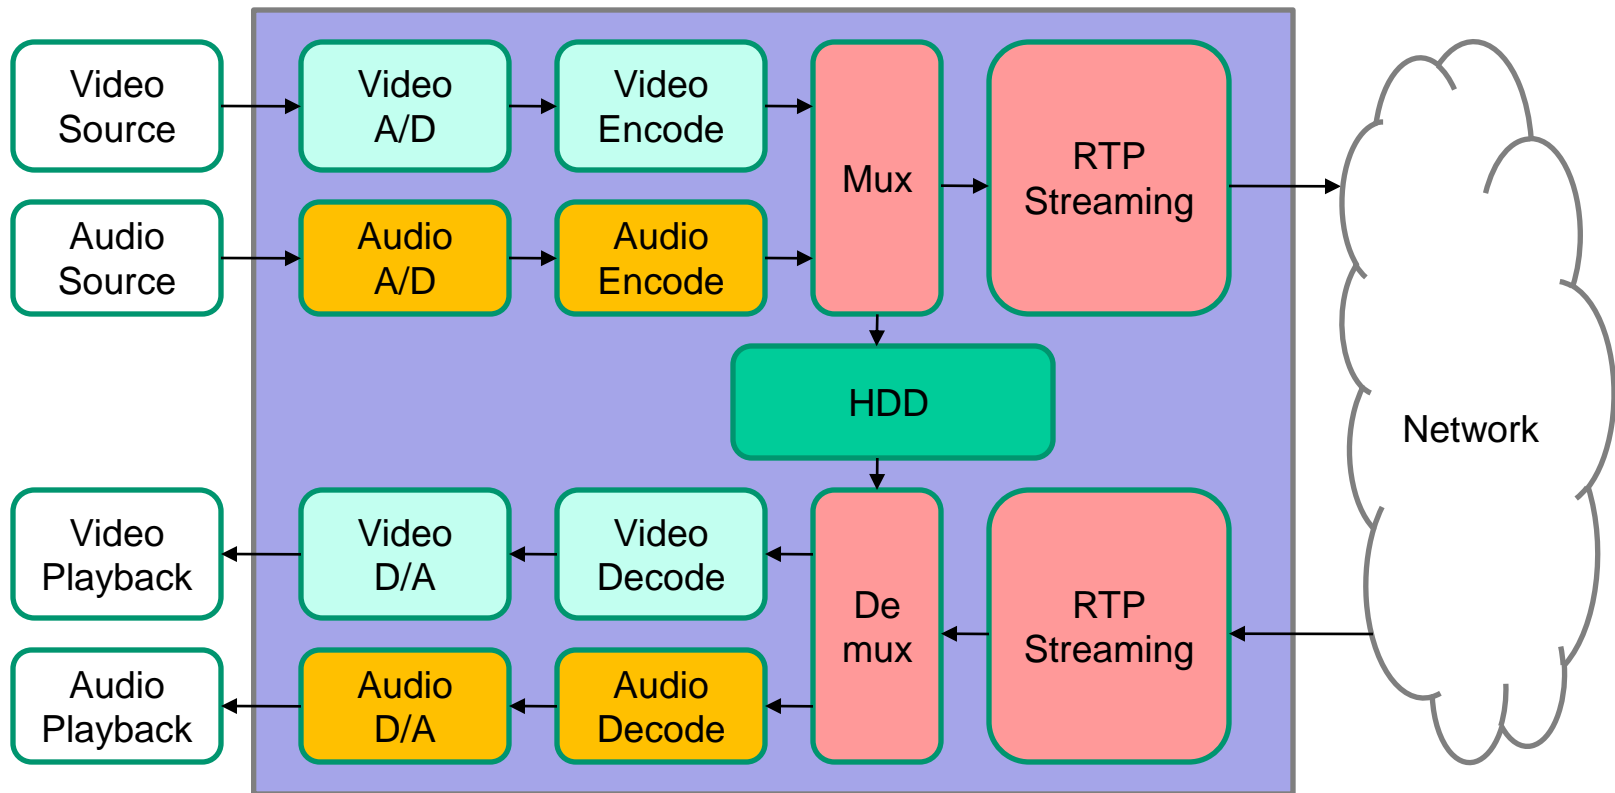 Video
Source
Video
A/D
Video
Encode
Mux
RTP
Streaming
Audio
Source
Audio
A/D
Audio
Encode
HDD
Network
Video
Playback
Video
D/A
Video
Decode
De
mux
RTP
Streaming
Audio
Playback
Audio
D/A
Audio
Decode